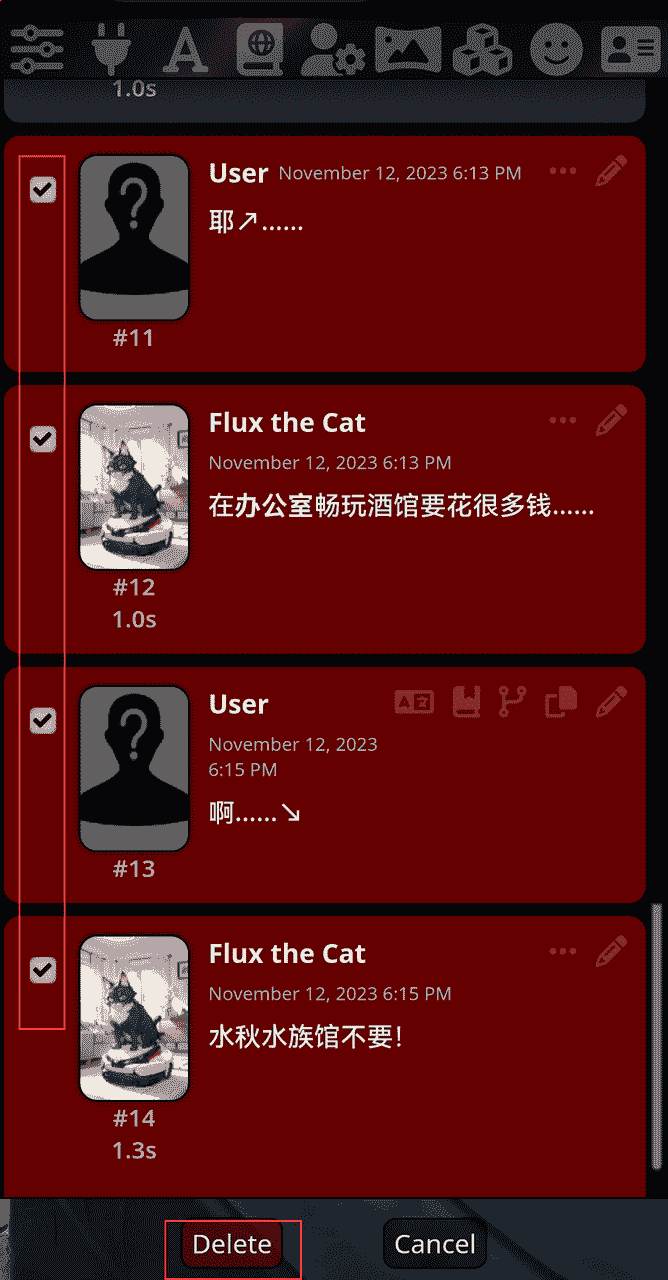 1.0s
User November 12, 2023 6:13 PM
耶↗......
#11
Flux the Cat
November 12, 2023 6:13 PM
在办公室畅玩酒馆要花很多钱......
#12
1.0s
User
November 12, 2023
6:15 PM
啊......↘
#13
Flux the Cat
November 12, 2023 6:15 PM
水秋水族馆不要！
#14
1.3s
Delete Cancel